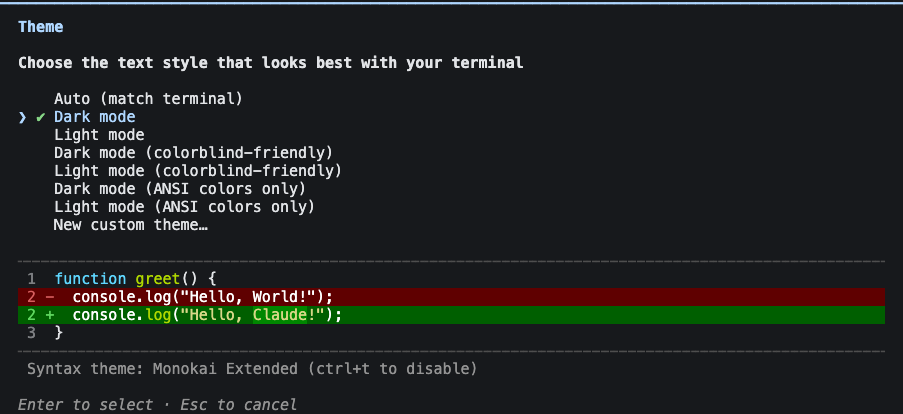 Theme
Choose the text style that looks best with your terminal
Auto (match terminal)
❯ ✔ Dark mode
Light mode
Dark mode (colorblind-friendly)
Light mode (colorblind-friendly)
Dark mode (ANSI colors only)
Light mode (ANSI colors only)
New custom theme…
1 function greet() {
2 - console.log("Hello, World!");
2 + console.log("Hello, Claude!");
3 }
Syntax theme: Monokai Extended (ctrl+t to disable)
Enter to select · Esc to cancel